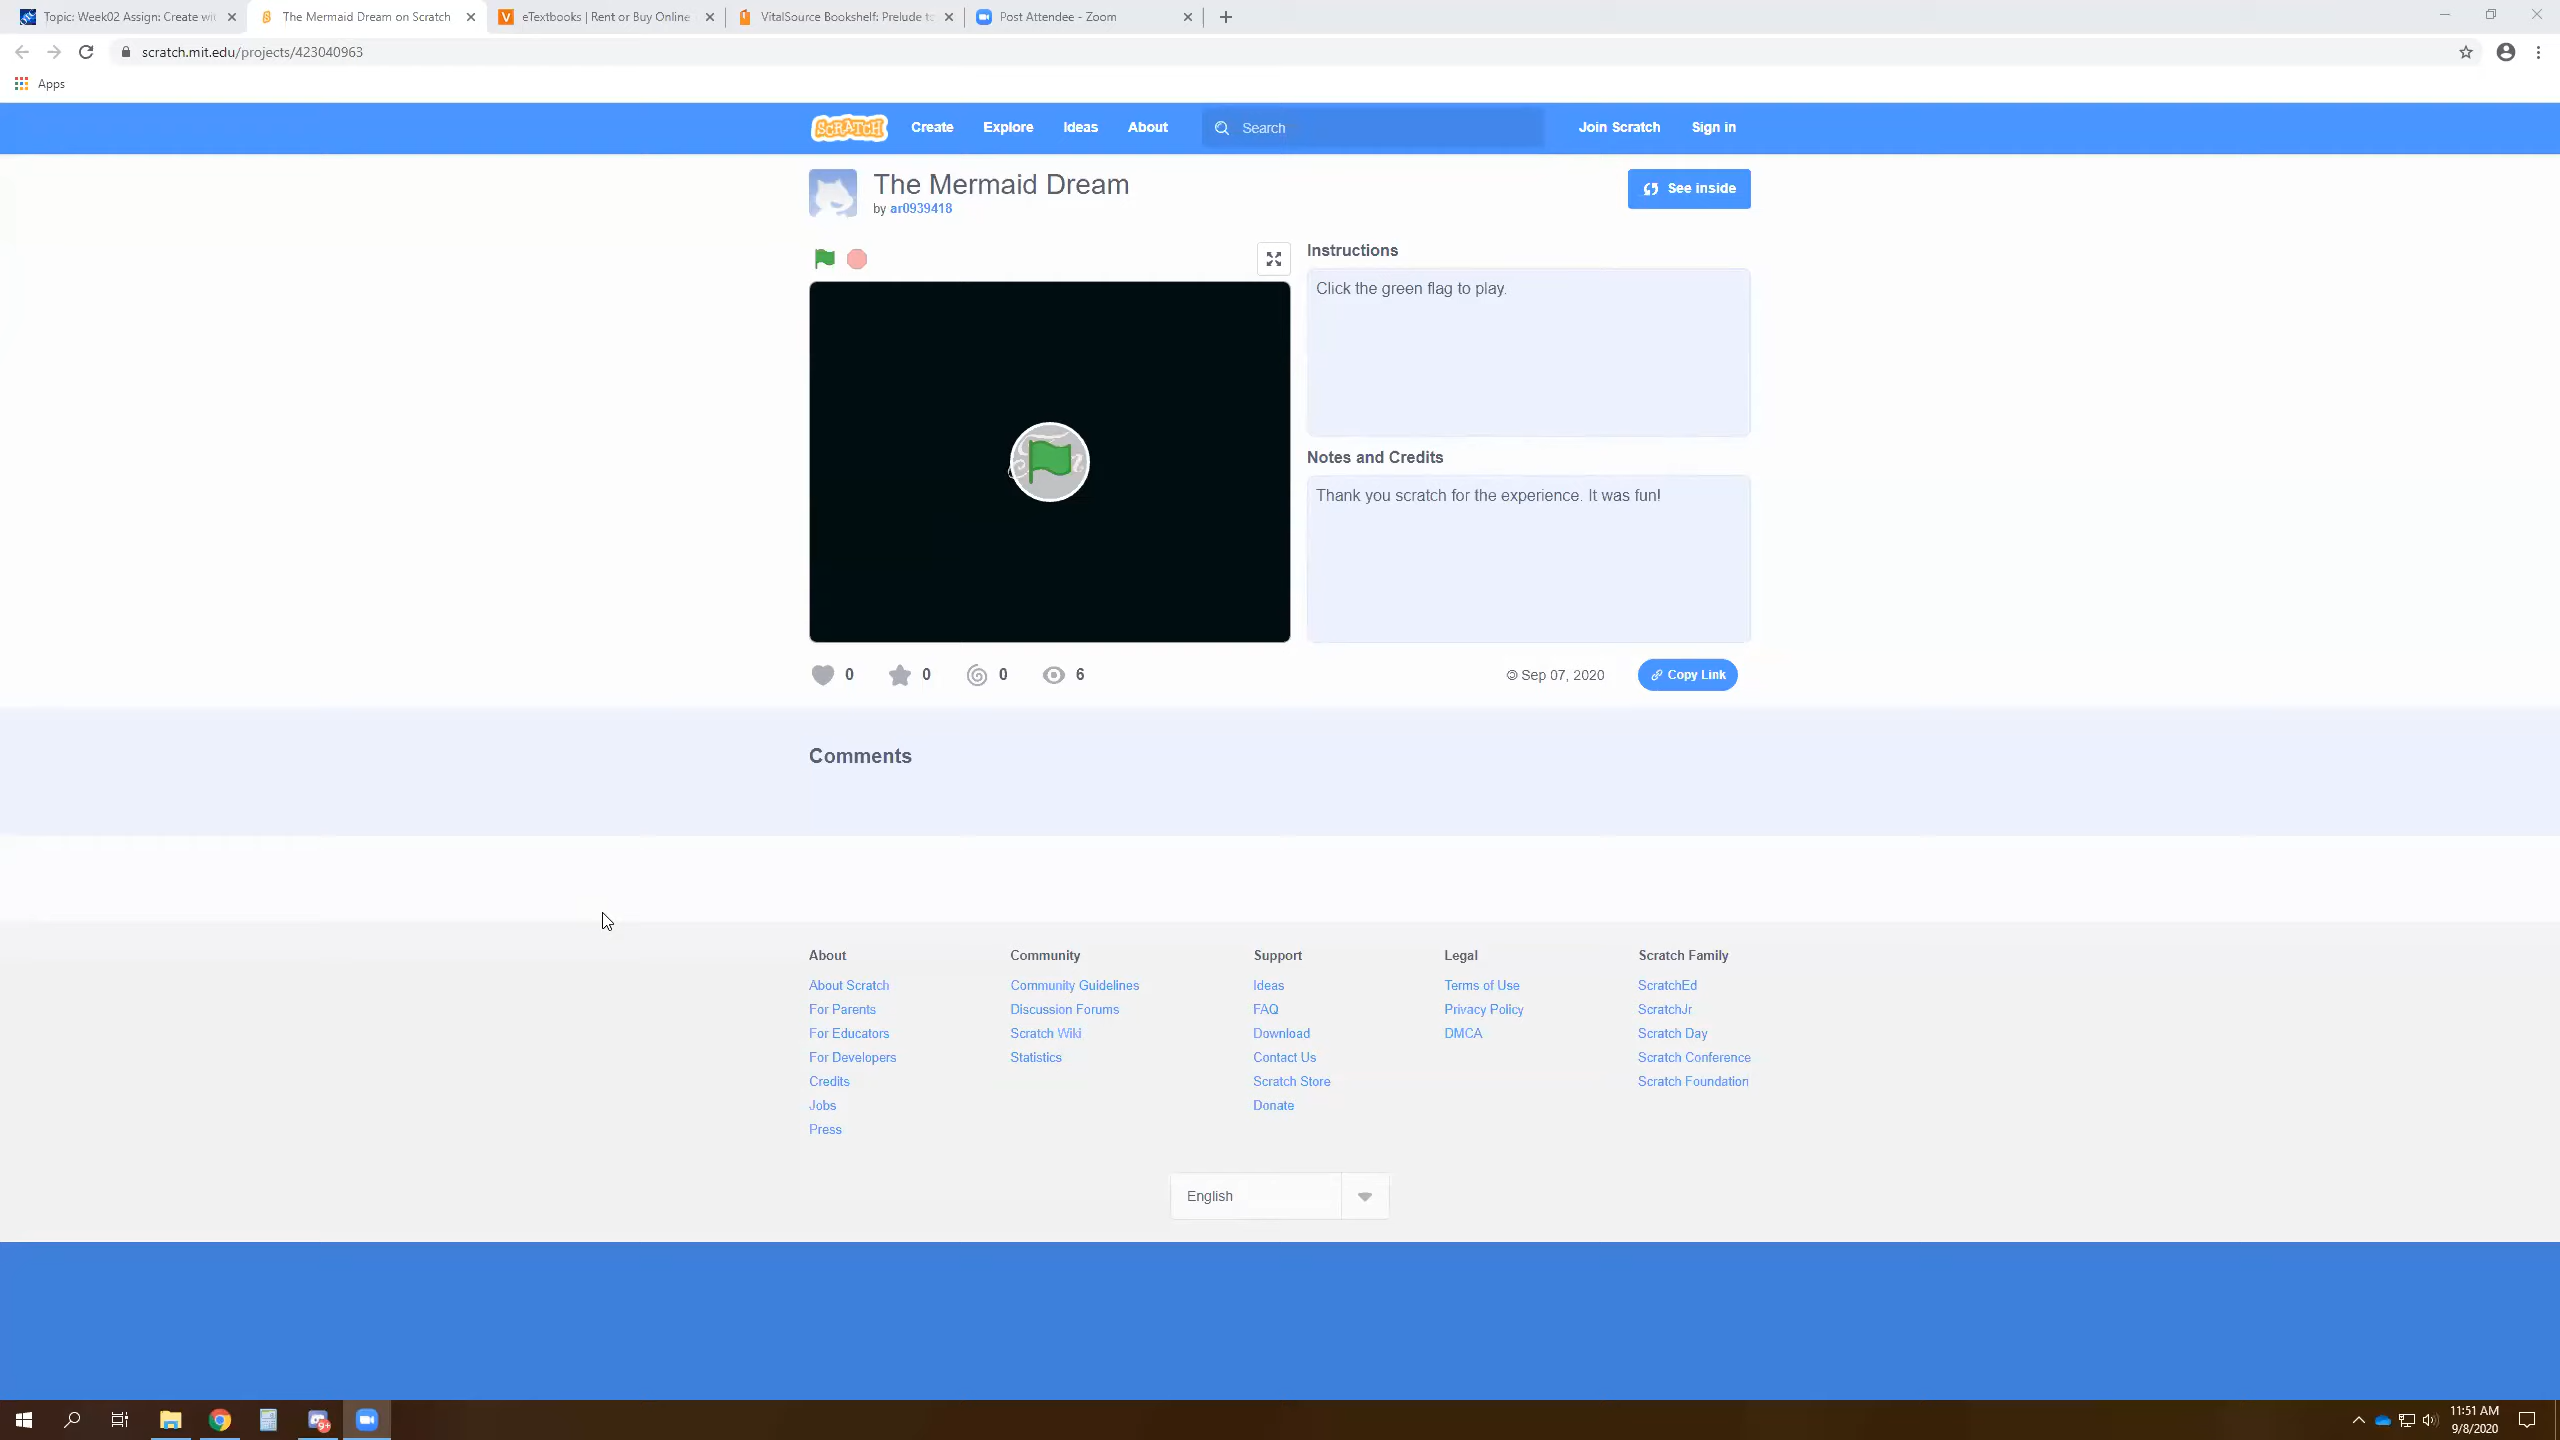 Topic: Week02 Assign: Create wi
The Mermaid Dream on Scratch
eTextbooks | Rent or Buy Online
VitalSource Bookshelf: Prelude to
Post Attendee - Zoom
scratch.mit.edu/projects/423040963
Apps
SCRATCH
Create
Explore
Ideas
About
Search
Join Scratch
Sign in
The Mermaid Dream
by ar0939418
See inside
Instructions
Click the green flag to play.
Notes and Credits
Thank you scratch for the experience. It was fun!
0
0
0
6
© Sep 07, 2020
Copy Link
Comments
About
About Scratch
For Parents
For Educators
For Developers
Credits
Jobs
Press
Community
Community Guidelines
Discussion Forums
Scratch Wiki
Statistics
Support
Ideas
FAQ
Download
Contact Us
Scratch Store
Donate
Legal
Terms of Use
Privacy Policy
DMCA
Scratch Family
ScratchEd
ScratchJr
Scratch Day
Scratch Conference
Scratch Foundation
English
9+
11:51 AM
9/8/2020